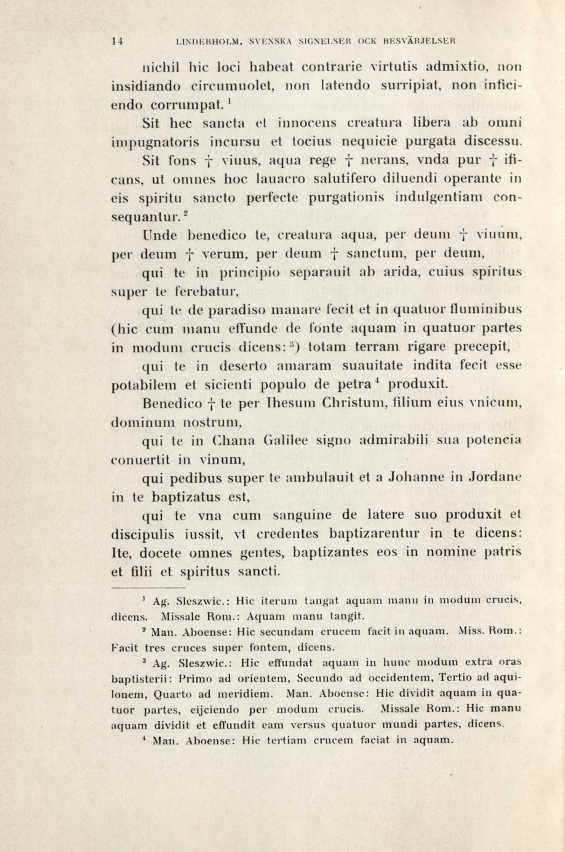 14 LINDERHOLM, SVENSKA SIGNELSER OCK BESVÄRJELSER
nichil hic loci habeat contrarie virtutis admixtio, non
insidiando circumuolet, non latendo surripiat, non infici-
endo corrumpat. ¹
Sit hec sancta et innocens creatura libera ab omni
impugnatoris incursu et tocius nequicie purgata discessu.
Sit fons † viuus, aqua rege † nerans, vnda pur † ifi-
cans, ut omnes hoc lauacro salutifero diluendi operante in
eis spiritu sancto perfecte purgationis indulgentiam con-
sequantur. ²
Unde benedico te, creatura aqua, per deum † viuum,
per deum † verum, per deum † sanctum, per deum,
qui te in principio separauit ab arida, cuius spiritus
super te ferebatur,
qui te de paradiso manare fecit et in quatuor fluminibus
(hic cum manu effunde de fonte aquam in quatuor partes
in modum crucis dicens: ³) totam terram rigare precepit,
qui te in deserto amaram suauitate indita fecit esse
potabilem et sicienti populo de petra ⁴ produxit.
Benedico † te per Ihesum Christum, filium eius vnicum,
dominum nostrum,
qui te in Chana Galilee signo admirabili sua potencia
conuertit in vinum,
qui pedibus super te ambulauit et a Johanne in Jordane
in te baptizatus est,
qui te vna cum sanguine de latere suo produxit et
discipulis iussit, vt credentes baptizarentur in te dicens:
Ite, docete omnes gentes, baptizantes eos in nomine patris
et filii et spiritus sancti.
¹ Ag. Sleszwic.: Hic iterum tangat aquam manu in modum crucis,
dicens. Missale Rom.: Aquam manu tangit.
² Man. Aboense: Hic secundam crucem facit in aquam. Miss. Rom.:
Facit tres cruces super fontem, dicens.
³ Ag. Sleszwic.: Hic effundat aquam in hunc modum extra oras
baptisterii: Primo ad orientem, Secundo ad occidentem, Tertio ad aqui-
lonem, Quarto ad meridiem. Man. Aboense: Hic dividit aquam in qua-
tuor partes, eijciendo per modum crucis. Missale Rom.: Hic manu
aquam dividit et effundit eam versus quatuor mundi partes, dicens.
⁴ Man. Aboense: Hic tertiam crucem faciat in aquam.